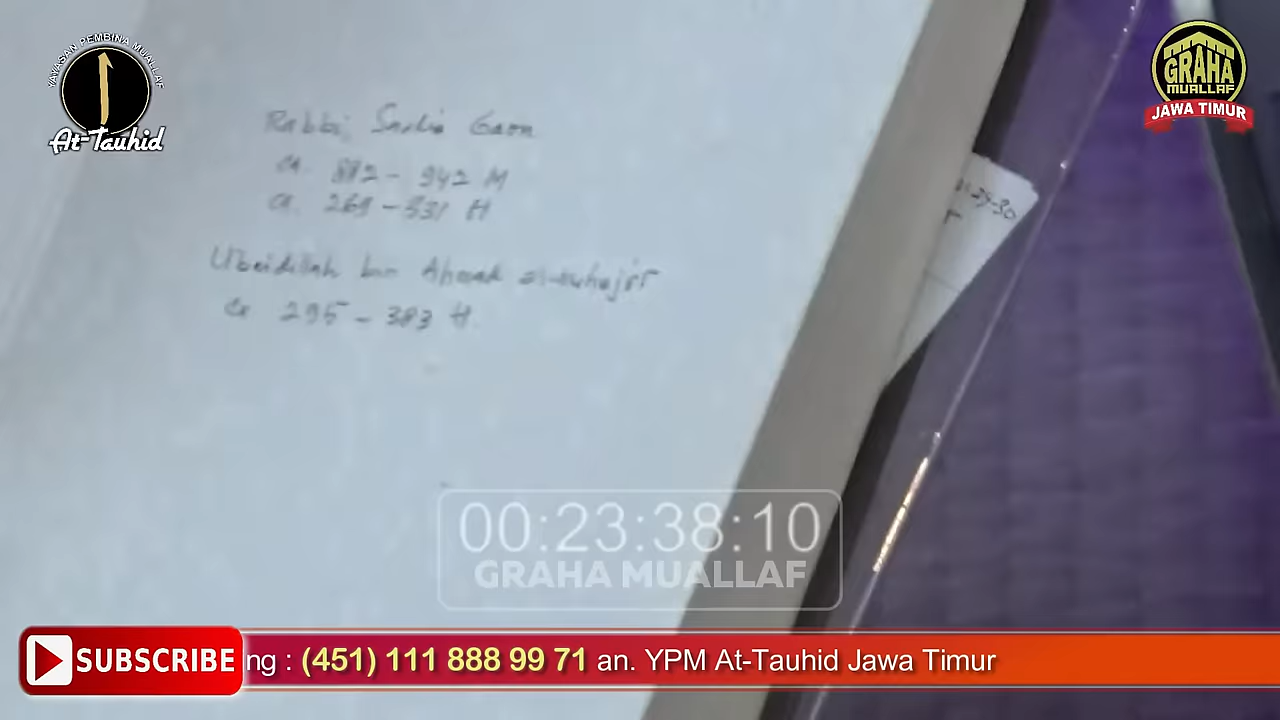 YAYASAN PEMBINA MUALLAF
At-Tauhid
GRAHA
MUALLAF
JAWA TIMUR
Rabbi Sadia Gaon
ca. 882 - 942 M
ca. 269 - 331 H
Ubaidillah bin Ahmad al-Muhajir
ca 295 - 383 H.
00:23:38:10
GRAHA MUALLAF
SUBSCRIBE
ng : (451) 111 888 99 71 an. YPM At-Tauhid Jawa Timur